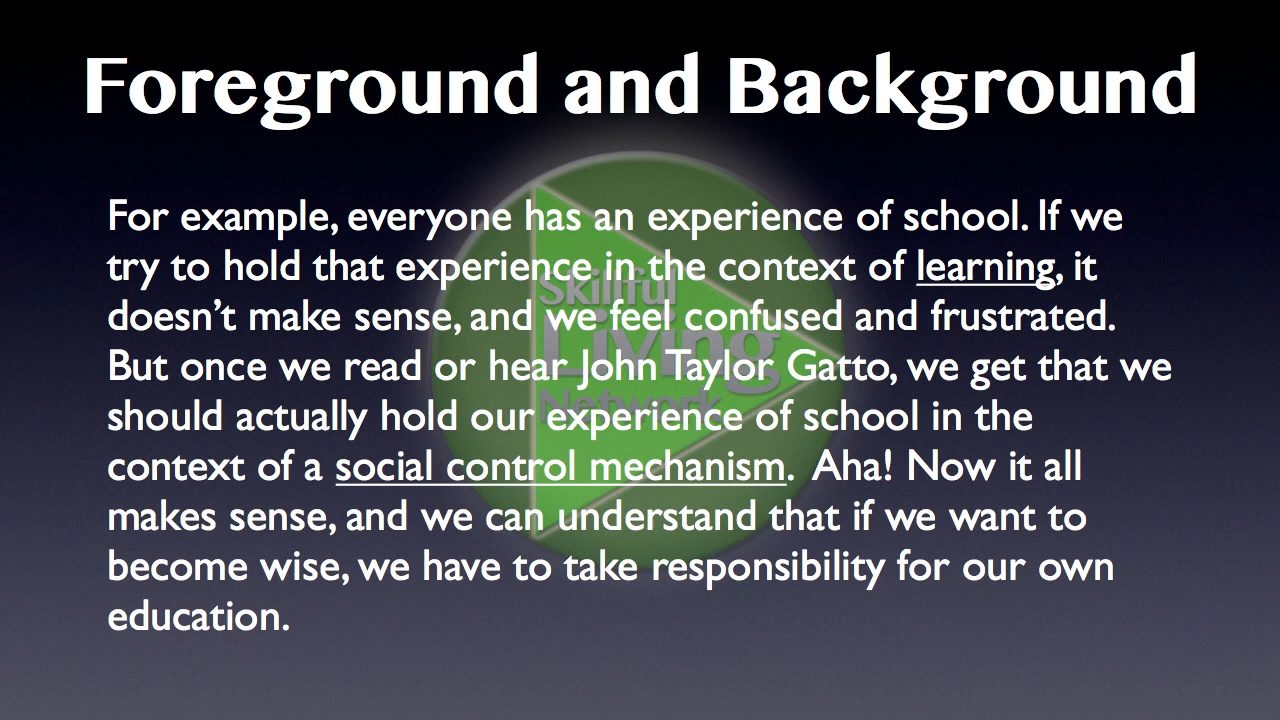 Foreground and Background
For example, everyone has an experience of school. If we
try to hold that experience in the context of learning, it
doesn't make sense, and we feel confused and frustrated.
But once we read or hear John Taylor Gatto, we get that we
should actually hold our experience of school in the
context of a social control mechanism.  Aha!  Now it all
makes sense, and we can understand that if we want to
become wise, we have to take responsibility for our own
education.
Skillful
Living
Network